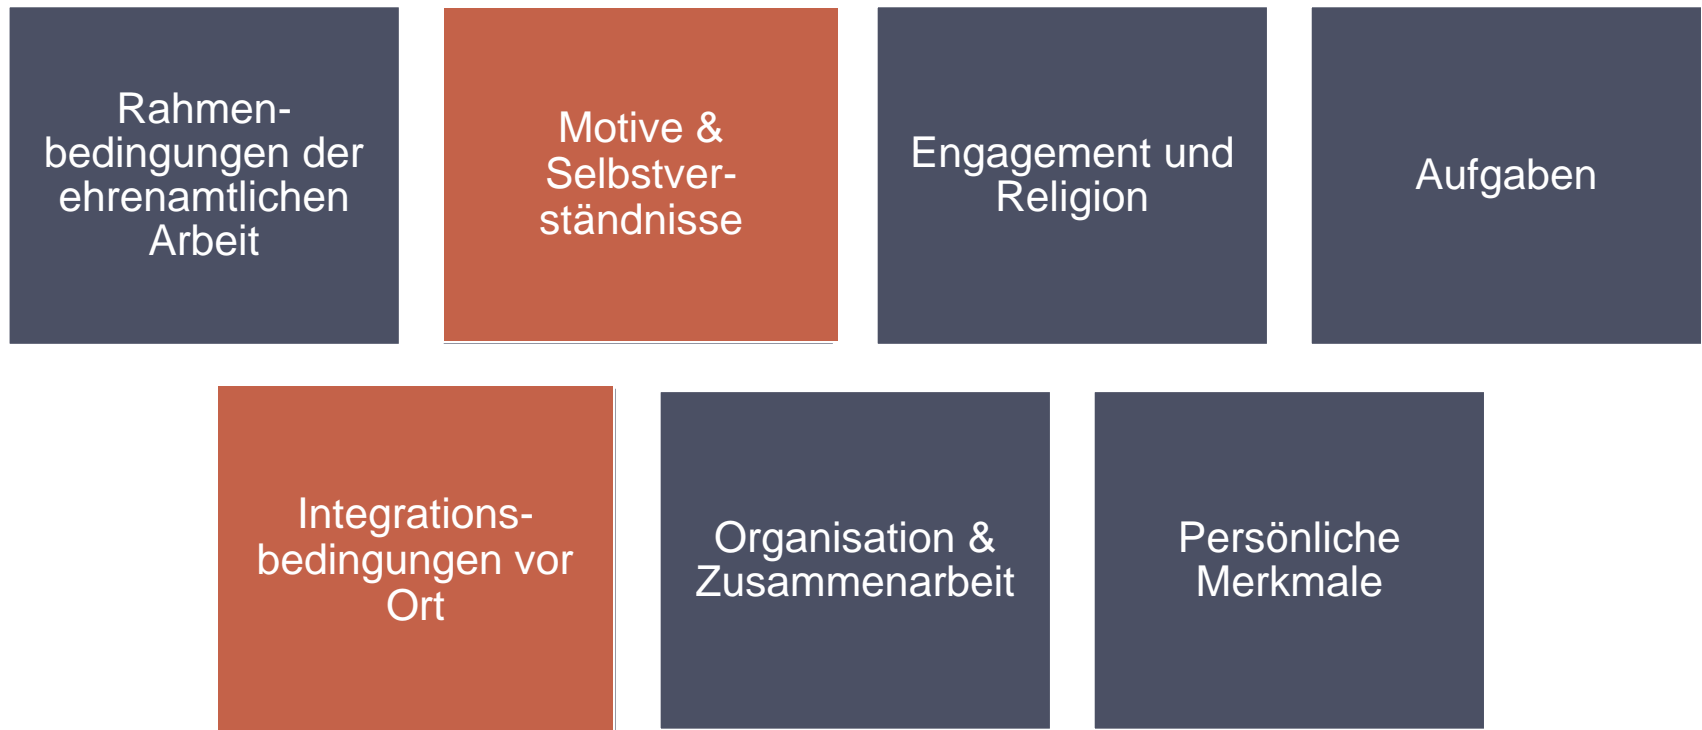 Rahmen-
bedingungen der
ehrenamtlichen
Arbeit
Motive &
Selbstver-
ständnisse
Engagement und
Religion
Aufgaben
Integrations-
bedingungen vor
Ort
Organisation &
Zusammenarbeit
Persönliche
Merkmale